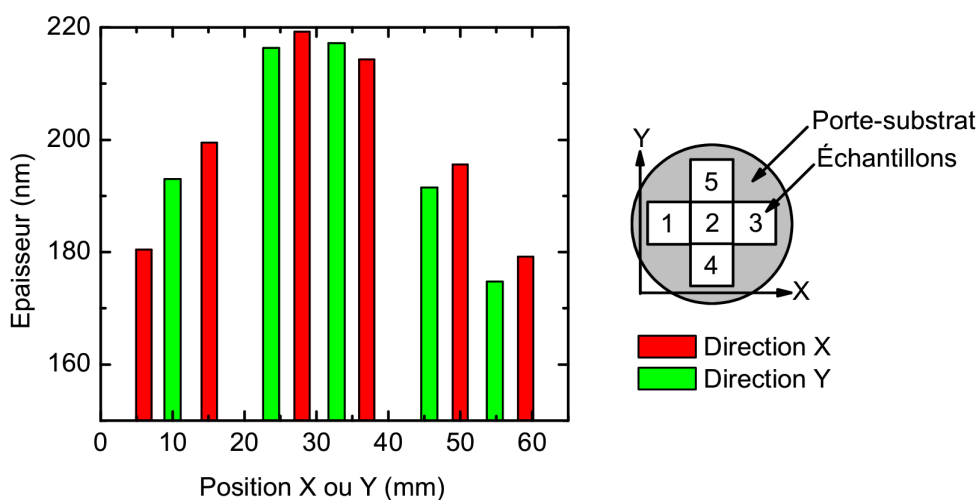 220
200
180
160
0 10 20 30 40 50 60
Epaisseur (nm)
Position X ou Y (mm)
Y
Porte-substrat
Échantillons
5
1 2 3
4
X
Direction X
Direction Y